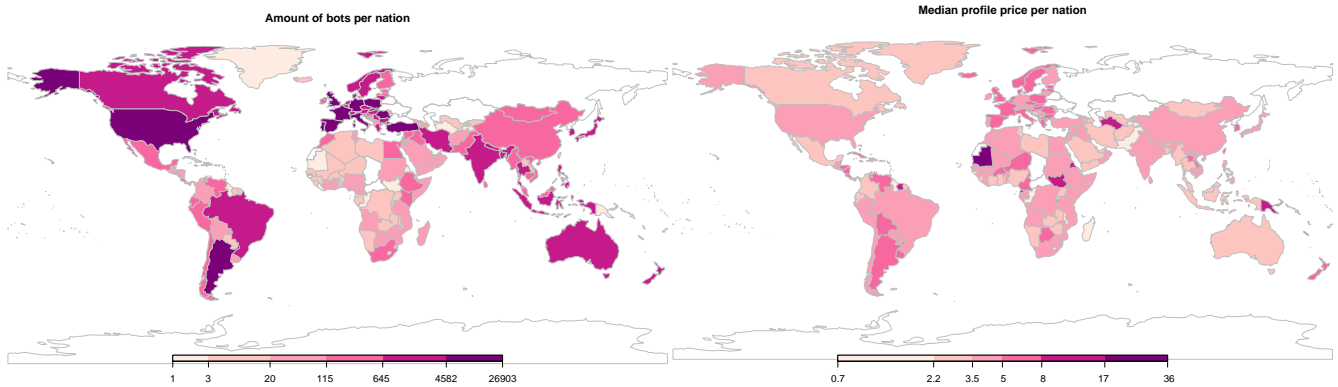 Amount of bots per nation
1 3 20 115 645 4582 26903
Median profile price per nation
0.7 2.2 3.5 5 8 17 36